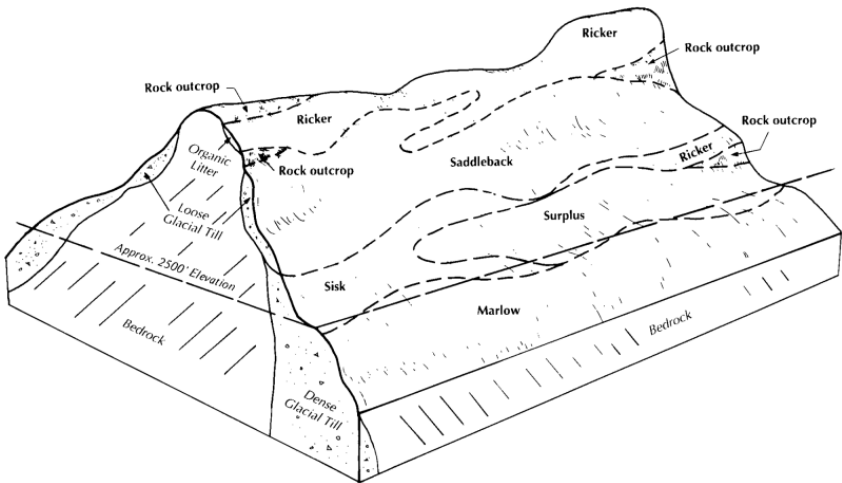 Ricker
Rock outcrop
Rock outcrop
Ricker
Rock outcrop
Organic
Litter
Rock outcrop
Saddleback
Ricker
Loose
Glacial Till
Surplus
Approx. 2500' Elevation
Sisk
Marlow
Bedrock
Bedrock
Dense
Glacial Till